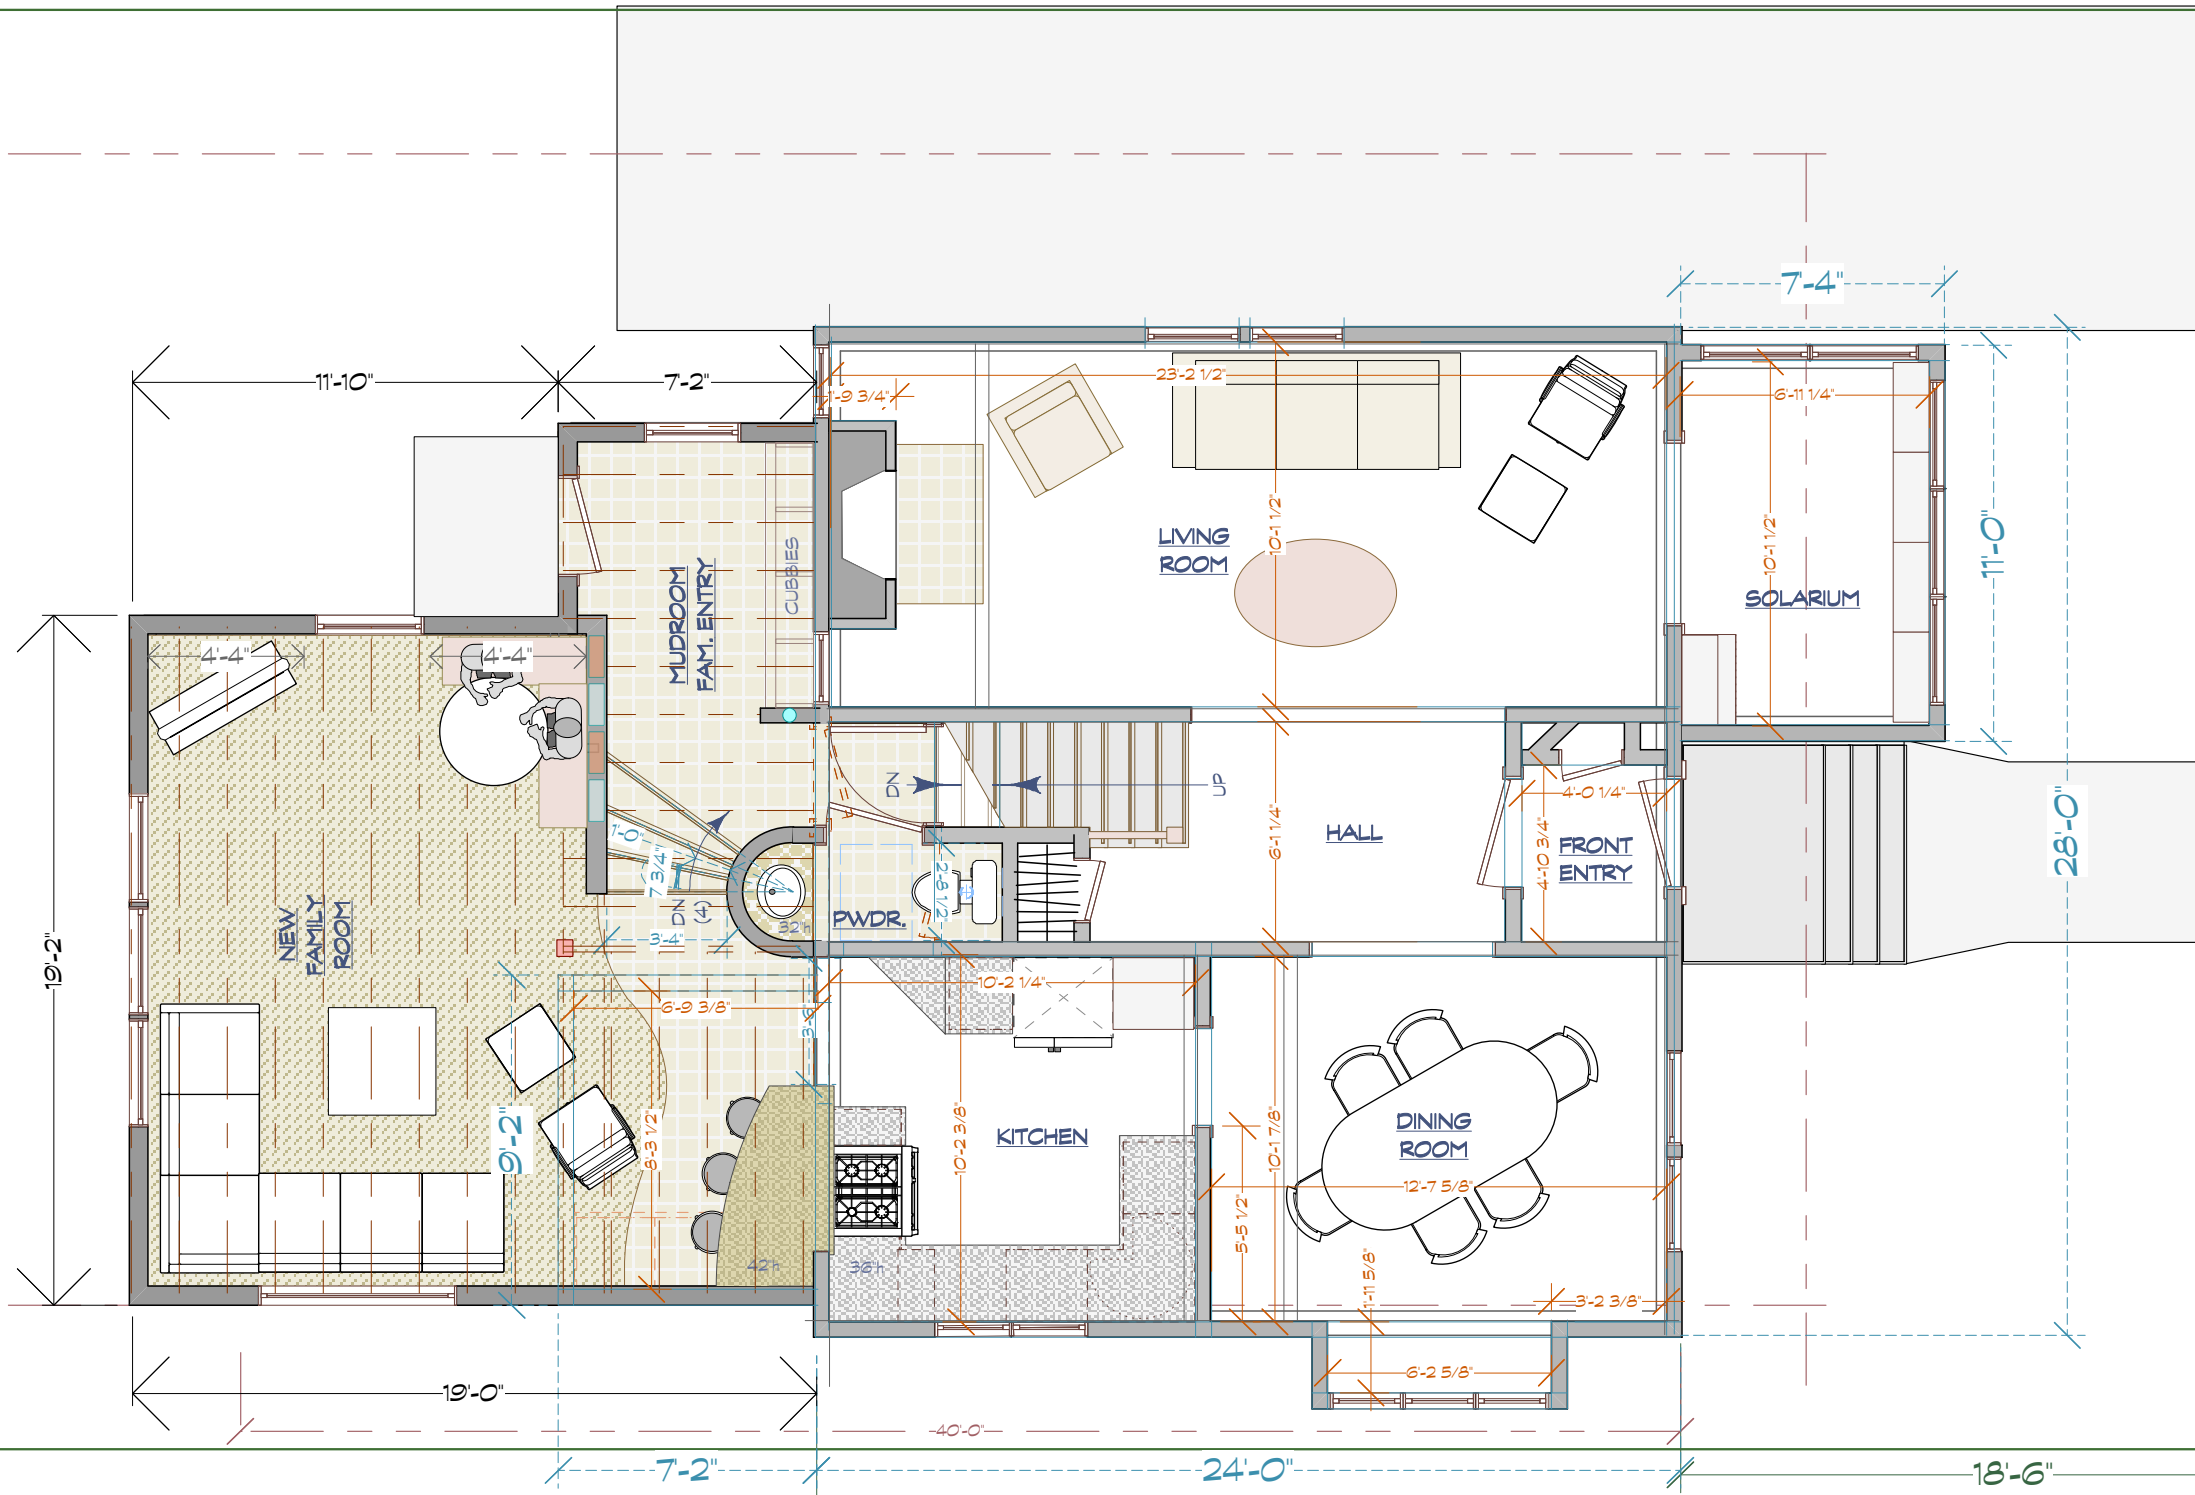 7'-4"
11'-10"
7'-2"
23'-2 1/2"
1'-9 3/4"
6'-11 1/4"
10'-1 1/2"
10'-1 1/2"
11'-0"
LIVING
ROOM
SOLARIUM
CUBBIES
MUDROOM
FAM. ENTRY
4'-4"
4'-4"
DN
UP
4'-0 1/4"
28'-0"
HALL
6'-1 1/4"
4'-10 3/4"
FRONT
ENTRY
1'-0"
7 3/4"
2'-8 1/2"
DN
(4)
32"h
PWDR.
3'-4"
NEW
FAMILY
ROOM
19'-2"
10'-2 1/4"
6'-9 3/8"
3'-6"
9'-2"
8'-3 1/2"
10'-2 3/8"
KITCHEN
10'-1 7/8"
DINING
ROOM
12'-7 5/8"
5'-5 1/2"
42"h
36"h
1'-11 5/8"
3'-2 3/8"
6'-2 5/8"
19'-0"
40'-0"
7'-2"
24'-0"
18'-6"